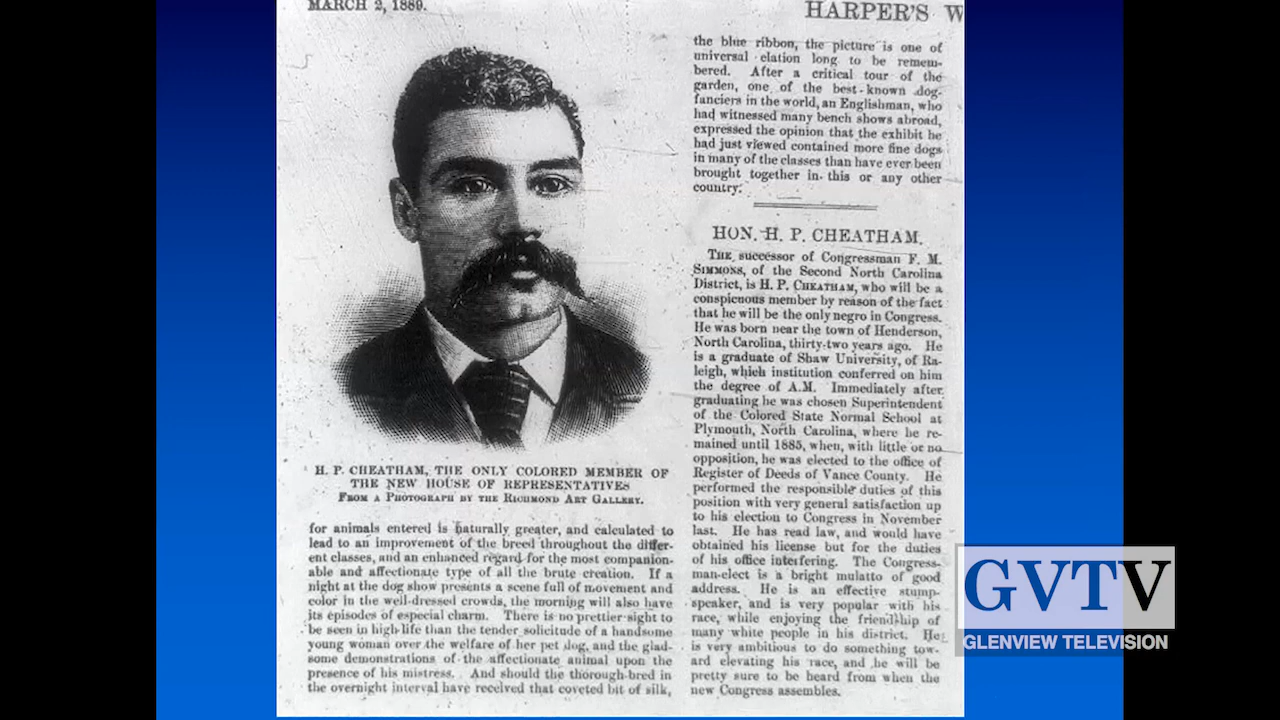 MARCH 2, 1889.
HARPER'S W
H. P. CHEATHAM, THE ONLY COLORED MEMBER OF
THE NEW HOUSE OF REPRESENTATIVES
FROM A PHOTOGRAPH BY THE RICHMOND ART GALLERY.
for animals entered is naturally greater, and calculated to
lead to an improvement of the breed throughout the differ-
ent classes, and an enhanced regard for the most companion-
able and affectionate type of all the brute creation. If a
night at the dog show presents a scene full of movement and
color in the well-dressed crowds, the morning will also have
its episodes of especial charm. There is no prettier sight to
be seen in high life than the tender solicitude of a handsome
young woman over the welfare of her pet dog, and the glad-
some demonstrations of the affectionate animal upon the
presence of his mistress. And should the thorough-bred in
the overnight interval have received that coveted bit of silk,
the blue ribbon, the picture is one of
universal elation long to be remem-
bered. After a critical tour of the
garden, one of the best-known dog-
fanciers in the world, an Englishman, who
had witnessed many bench shows abroad,
expressed the opinion that the exhibit he
had just viewed contained more fine dogs
in many of the classes than have ever been
brought together in this or any other
country.
HON. H. P. CHEATHAM.
THE successor of Congressman F. M.
SIMMONS, of the Second North Carolina
District, is H. P. CHEATHAM, who will be a
conspicuous member by reason of the fact
that he will be the only negro in Congress.
He was born near the town of Henderson,
North Carolina, thirty-two years ago. He
is a graduate of Shaw University, of Ra-
leigh, which institution conferred on him
the degree of A.M. Immediately after
graduating he was chosen Superintendent
of the Colored State Normal School at
Plymouth, North Carolina, where he re-
mained until 1885, when, with little or no
opposition, he was elected to the office of
Register of Deeds of Vance County. He
performed the responsible duties of this
position with very general satisfaction up
to his election to Congress in November
last. He has read law, and would have
obtained his license but for the duties
of his office interfering. The Congress-
man-elect is a bright mulatto of good
address. He is an effective stump-
speaker, and is very popular with his
race, while enjoying the friendship of
many white people in his district. He
is very ambitious to do something tow-
ard elevating his race, and he will be
pretty sure to be heard from when the
new Congress assembles.
GVTV
GLENVIEW TELEVISION